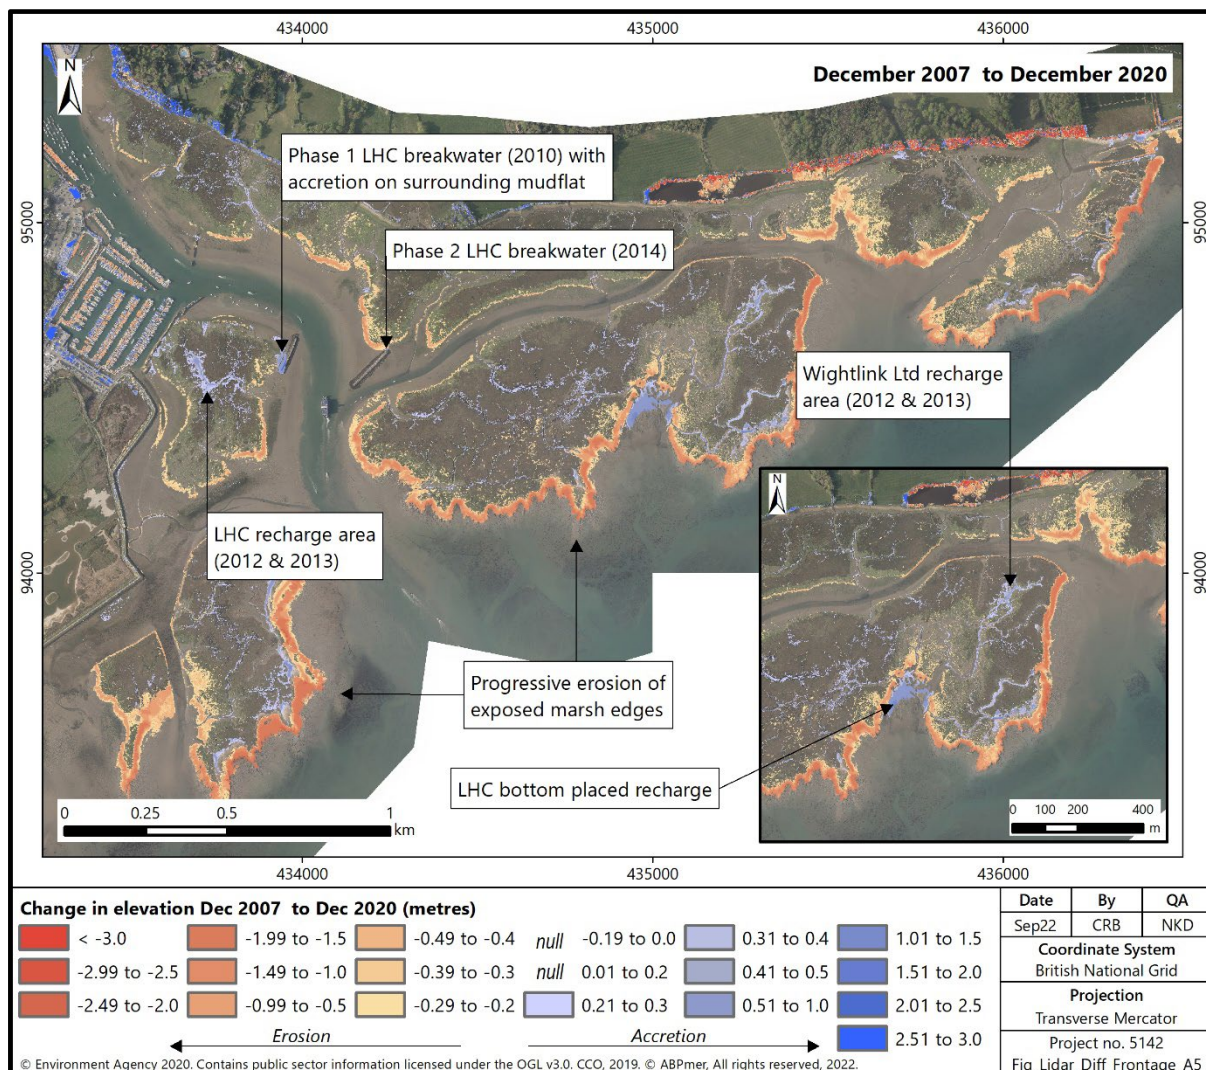 434000
435000
436000
N
December 2007 to December 2020
Phase 1 LHC breakwater (2010) with
accretion on surrounding mudflat
95000
95000
Phase 2 LHC breakwater (2014)
Wightlink Ltd recharge
area (2012 & 2013)
N
LHC recharge area
(2012 & 2013)
94000
94000
Progressive erosion of
exposed marsh edges
LHC bottom placed recharge
0 0.25 0.5 1
km
0 100 200 400
m
434000
435000
436000
Change in elevation Dec 2007 to Dec 2020 (metres)
< -3.0
-1.99 to -1.5
-0.49 to -0.4
null -0.19 to 0.0
0.31 to 0.4
1.01 to 1.5
-2.99 to -2.5
-1.49 to -1.0
-0.39 to -0.3
null 0.01 to 0.2
0.41 to 0.5
1.51 to 2.0
-2.49 to -2.0
-0.99 to -0.5
-0.29 to -0.2
0.21 to 0.3
0.51 to 1.0
2.01 to 2.5
2.51 to 3.0
Erosion
Accretion
© Environment Agency 2020. Contains public sector information licensed under the OGL v3.0. CCO, 2019. © ABPmer, All rights reserved, 2022.
Date By QA
Sep22 CRB NKD
Coordinate System
British National Grid
Projection
Transverse Mercator
Project no. 5142
Fig_Lidar_Diff_Frontage_A5